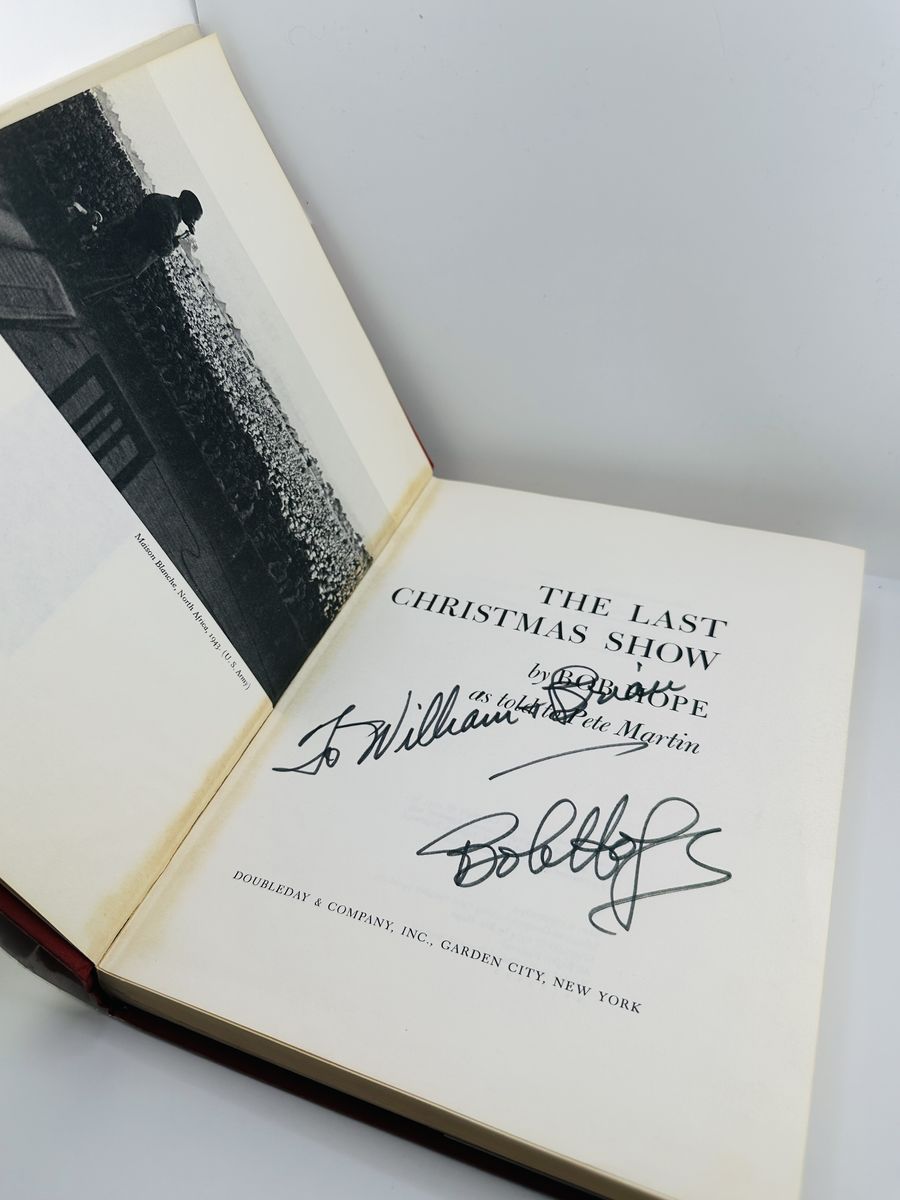 Maison Blanche, North Africa, 1943. (U. S. Army)
THE LAST
CHRISTMAS SHOW
by BOB HOPE
as told to Pete Martin
To William + Brian
Bob Hope
DOUBLEDAY & COMPANY, INC., GARDEN CITY, NEW YORK